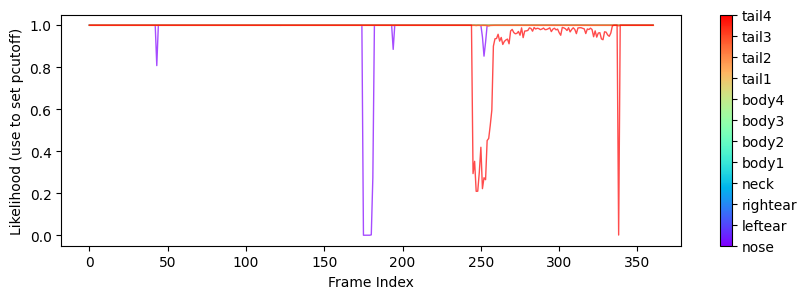 Likelihood (use to set pcutoff)
1.0
0.8
0.6
0.4
0.2
0.0
0
50
100
150
200
250
300
350
Frame Index
tail4
tail3
tail2
tail1
body4
body3
body2
body1
neck
rightear
leftear
nose